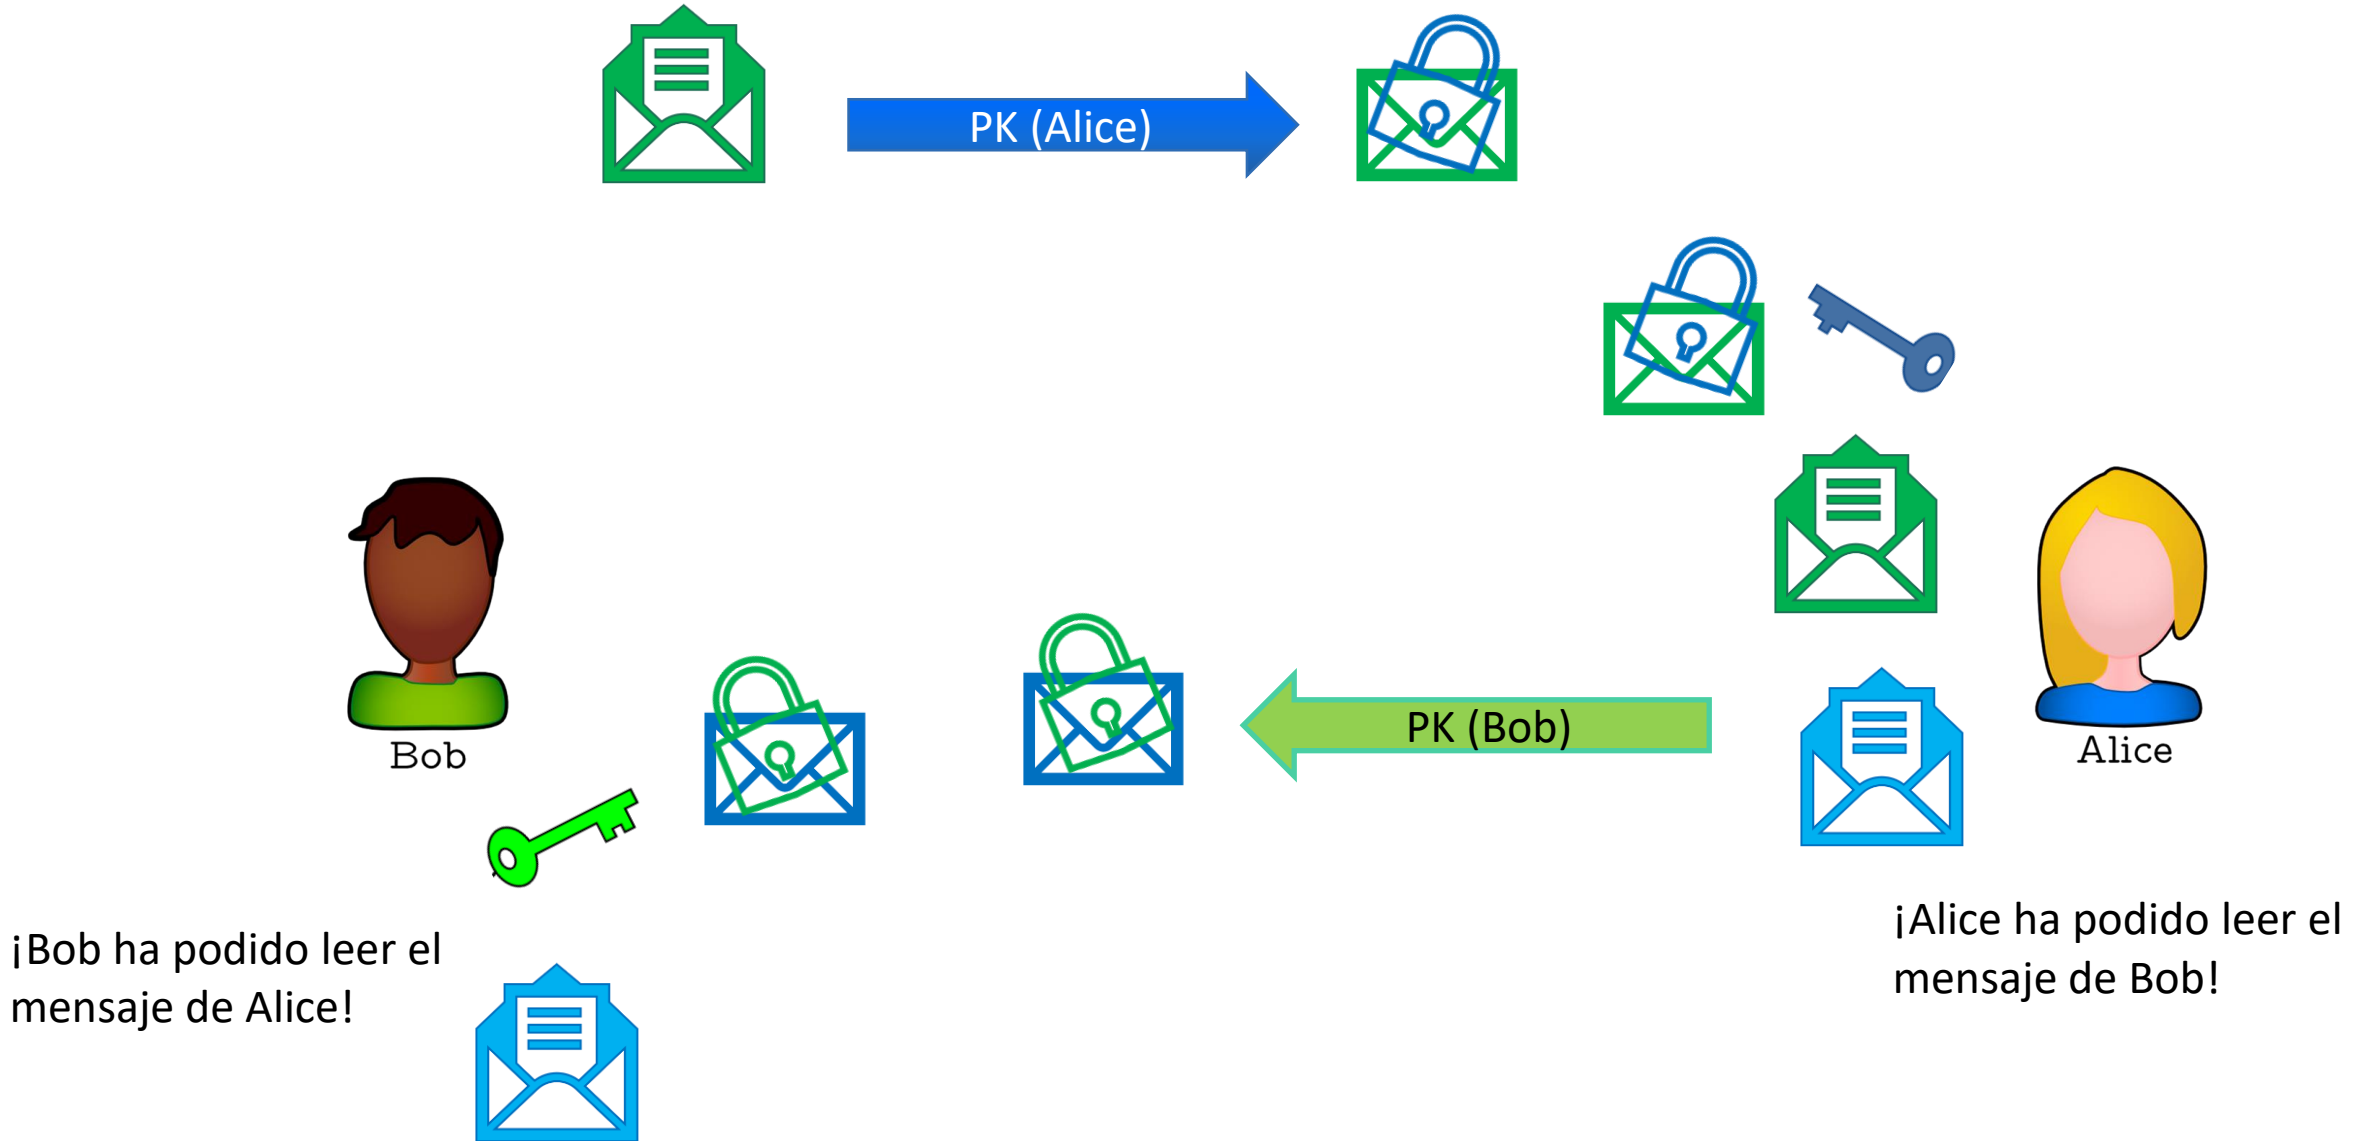 PK (Alice)
Bob
PK (Bob)
Alice
¡Bob ha podido leer el
mensaje de Alice!
¡Alice ha podido leer el
mensaje de Bob!